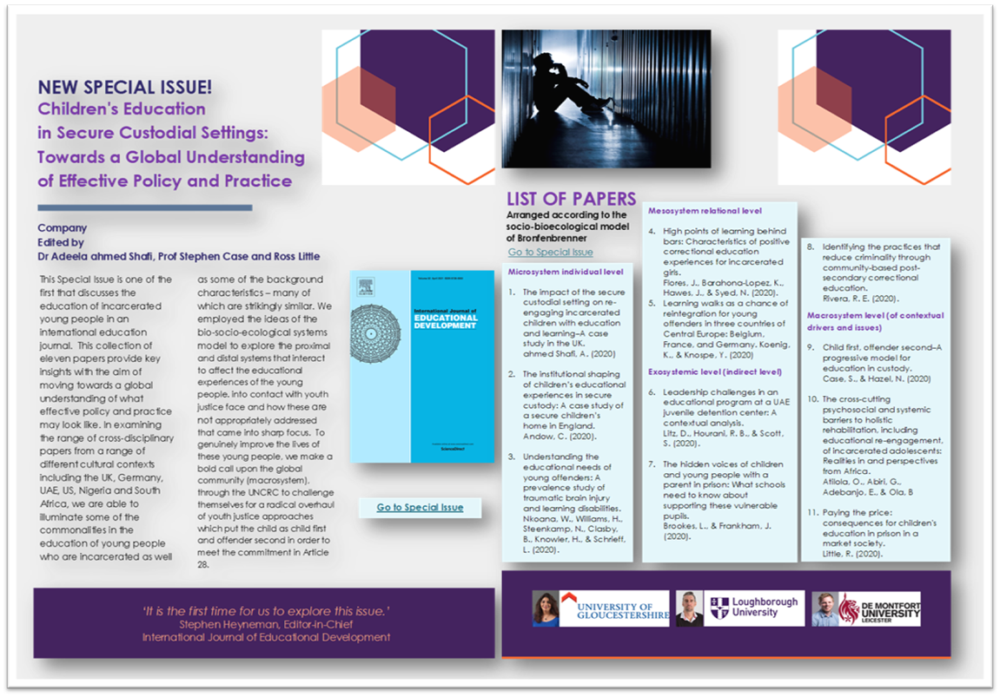 NEW SPECIAL ISSUE!
Children's Education
in Secure Custodial Settings:
Towards a Global Understanding
of Effective Policy and Practice
Company
Edited by
Dr Adeela ahmed Shafi, Prof Stephen Case and Ross Little
This Special Issue is one of the
first that discusses the
education of incarcerated
young people in an
international education
journal. This collection of
eleven papers provide key
insights with the aim of
moving towards a global
understanding of what
effective policy and practice
may look like. In examining
the range of cross-disciplinary
papers from a range of
different cultural contexts
including the UK, Germany,
UAE, US, Nigeria and South
Africa, we are able to
illuminate some of the
commonalities in the
education of young people
who are incarcerated as well
as some of the background
characteristics – many of
which are strikingly similar. We
employed the ideas of the
bio-socio-ecological systems
model to explore the proximal
and distal systems that interact
to affect the educational
experiences of the young
people. into contact with youth
justice face and how these are
not appropriately addressed
that came into sharp focus. To
genuinely improve the lives of
these young people, we make a
bold call upon the global
community (macrosystem).
through the UNCRC to challenge
themselves for a radical overhaul
of youth justice approaches
which put the child as child first
and offender second in order to
meet the commitment in Article
28.
International Journal of
EDUCATIONAL
DEVELOPMENT
ScienceDirect
Go to Special Issue
'It is the first time for us to explore this issue.'
Stephen Heyneman, Editor-in-Chief
International Journal of Educational Development
LIST OF PAPERS
Arranged according to the
socio-bioecological model
of Bronfenbrenner
Go to Special Issue
Microsystem individual level
1. The impact of the secure
custodial setting on re-
engaging incarcerated
children with education
and learning–A case
study in the UK.
ahmed Shafi, A. (2020)
2. The institutional shaping
of children's educational
experiences in secure
custody: A case study of
a secure children's
home in England.
Andow, C. (2020).
3. Understanding the
educational needs of
young offenders: A
prevalence study of
traumatic brain injury
and learning disabilities.
Nkoana, W., Williams, H.,
Steenkamp, N., Clasby,
B., Knowler, H., & Schrieff,
L. (2020).
Mesosystem relational level
4. High points of learning behind
bars: Characteristics of positive
correctional education
experiences for incarcerated
girls.
Flores, J., Barahona-Lopez, K.,
Hawes, J., & Syed, N. (2020).
5. Learning walks as a chance of
reintegration for young
offenders in three countries of
Central Europe: Belgium,
France, and Germany. Koenig,
K., & Knospe, Y. (2020)
Exosystemic level (indirect level)
6. Leadership challenges in an
educational program at a UAE
juvenile detention center: A
contextual analysis.
Litz, D., Hourani, R. B., & Scott,
S. (2020).
7. The hidden voices of children
and young people with a
parent in prison: What schools
need to know about
supporting these vulnerable
pupils.
Brookes, L., & Frankham, J.
(2020).
8. Identifying the practices that
reduce criminality through
community-based post-
secondary correctional
education.
Rivera, R. E. (2020).
Macrosystem level (of contextual
drivers and issues)
9. Child first, offender second–A
progressive model for
education in custody.
Case, S., & Hazel, N. (2020)
10. The cross-cutting
psychosocial and systemic
barriers to holistic
rehabilitation, including
educational re-engagement,
of incarcerated adolescents:
Realities in and perspectives
from Africa.
Atilola, O., Abiri, G.,
Adebanjo, E., & Ola, B
11. Paying the price:
consequences for children's
education in prison in a
market society.
Little, R. (2020).
UNIVERSITY OF
GLOUCESTERSHIRE
Loughborough
University
DE MONTFORT
UNIVERSITY
LEICESTER